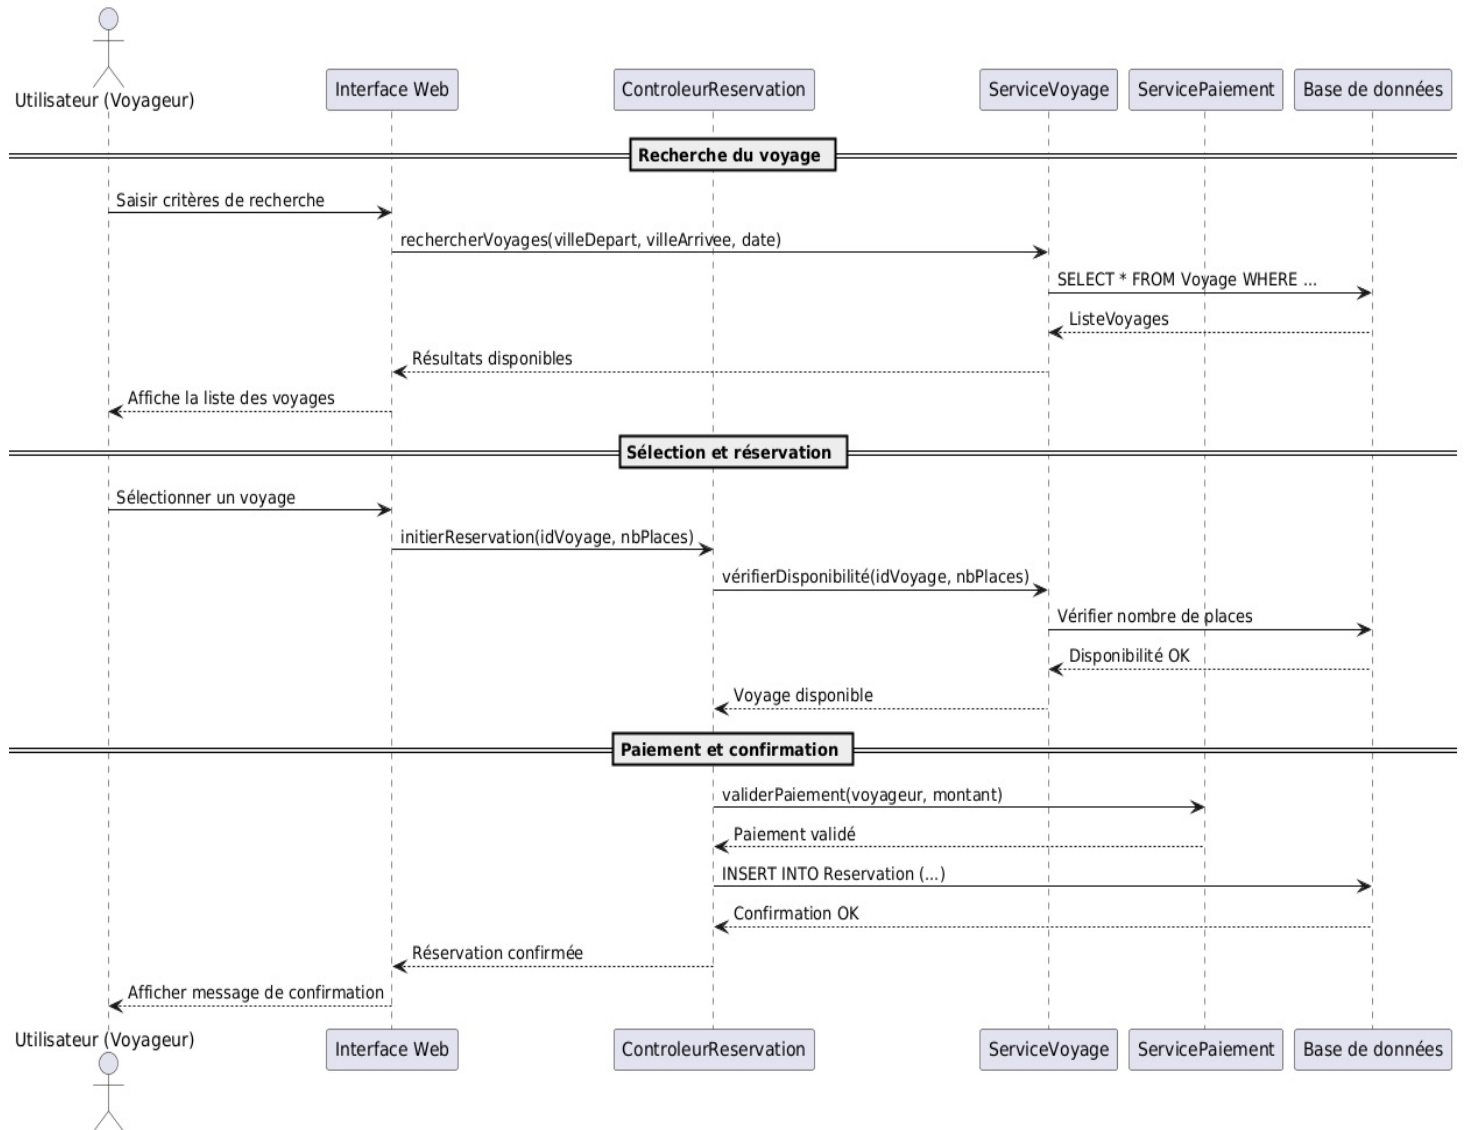 Utilisateur (Voyageur)
Interface Web
ControleurReservation
ServiceVoyage
ServicePaiement
Base de données
Recherche du voyage
Saisir critères de recherche
rechercherVoyages(villeDepart, villeArrivee, date)
SELECT * FROM Voyage WHERE ...
ListeVoyages
Résultats disponibles
Affiche la liste des voyages
Sélection et réservation
Sélectionner un voyage
initierReservation(idVoyage, nbPlaces)
vérifierDisponibilité(idVoyage, nbPlaces)
Vérifier nombre de places
Disponibilité OK
Voyage disponible
Paiement et confirmation
validerPaiement(voyageur, montant)
Paiement validé
INSERT INTO Reservation (...)
Confirmation OK
Réservation confirmée
Afficher message de confirmation
Utilisateur (Voyageur)
Interface Web
ControleurReservation
ServiceVoyage
ServicePaiement
Base de données